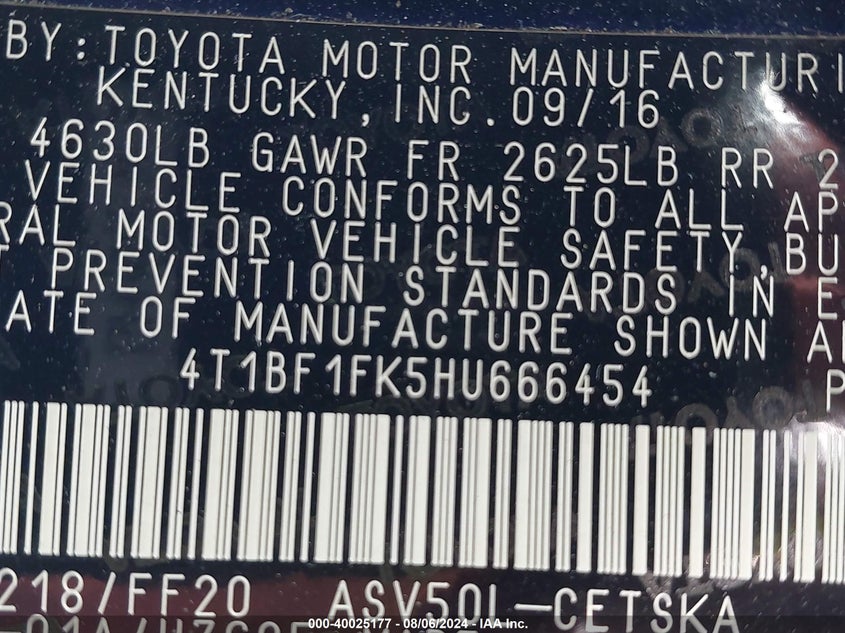 BY:TOYOTA MOTOR MANUFACTURI
KENTUCKY,INC.09/16
4630LB GAWR FR 2625LB RR 2
VEHICLE CONFORMS TO ALL AP
RAL MOTOR VEHICLE SAFETY,BU
T PREVENTION STANDARDS IN E
ATE OF MANUFACTURE SHOWN A
4T1BF1FK5HU666454 P
218/FF20 ASV50L-CETSKA
000-40025177 - 08/06/2024 - IAA Inc.